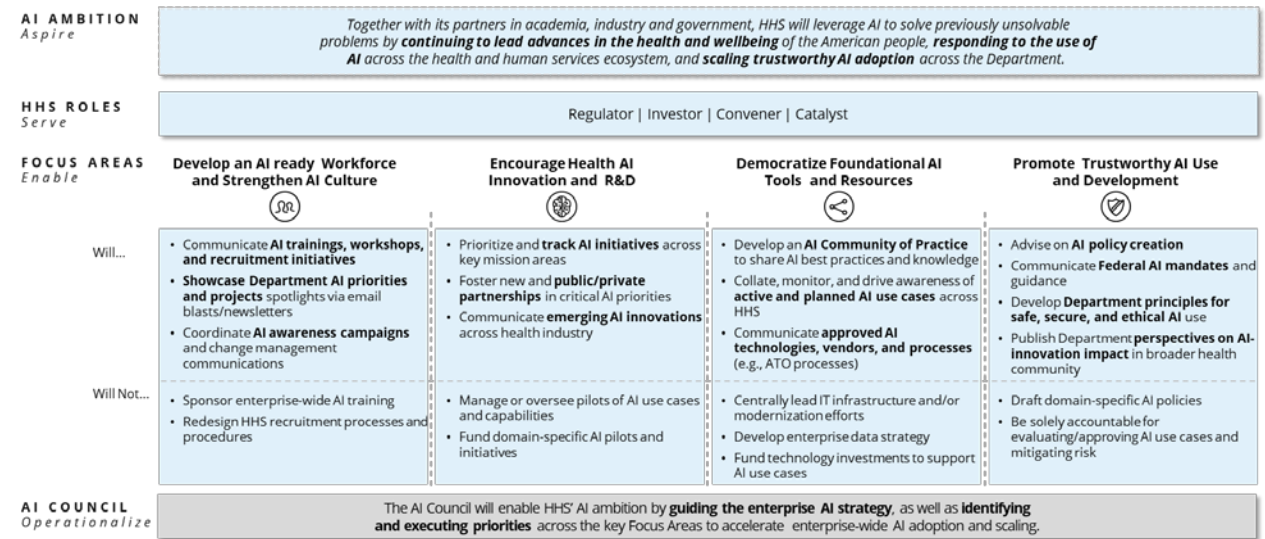 AI AMBITION
Aspire
Together with its partners in academia, industry and government, HHS will leverage AI to solve previously unsolvable
problems by continuing to lead advances in the health and wellbeing of the American people, responding to the use of
AI across the health and human services ecosystem, and scaling trustworthy AI adoption across the Department.
HHS ROLES
Serve
Regulator | Investor | Convener | Catalyst
FOCUS AREAS
Enable
Develop an AI ready Workforce
and Strengthen AI Culture
Encourage Health AI
Innovation and R&D
Democratize Foundational AI
Tools and Resources
Promote Trustworthy AI Use
and Development
Will...
• Communicate AI trainings, workshops,
and recruitment initiatives
• Showcase Department AI priorities
and projects spotlights via email
blasts/newsletters
• Coordinate AI awareness campaigns
and change management
communications
• Prioritize and track AI initiatives across
key mission areas
• Foster new and public/private
partnerships in critical AI priorities
• Communicate emerging AI innovations
across health industry
• Develop an AI Community of Practice
to share AI best practices and knowledge
• Collate, monitor, and drive awareness of
active and planned AI use cases across
HHS
• Communicate approved AI
technologies, vendors, and processes
(e.g., ATO processes)
• Advise on AI policy creation
• Communicate Federal AI mandates and
guidance
• Develop Department principles for
safe, secure, and ethical AI use
• Publish Department perspectives on AI-
innovation impact in broader health
community
Will Not...
• Sponsor enterprise-wide AI training
• Redesign HHS recruitment processes and
procedures
• Manage or oversee pilots of AI use cases
and capabilities
• Fund domain-specific AI pilots and
initiatives
• Centrally lead IT infrastructure and/or
modernization efforts
• Develop enterprise data strategy
• Fund technology investments to support
AI use cases
• Draft domain-specific AI policies
• Be solely accountable for
evaluating/approving AI use cases and
mitigating risk
AI COUNCIL
Operationalize
The AI Council will enable HHS' AI ambition by guiding the enterprise AI strategy, as well as identifying
and executing priorities across the key Focus Areas to accelerate enterprise-wide AI adoption and scaling.